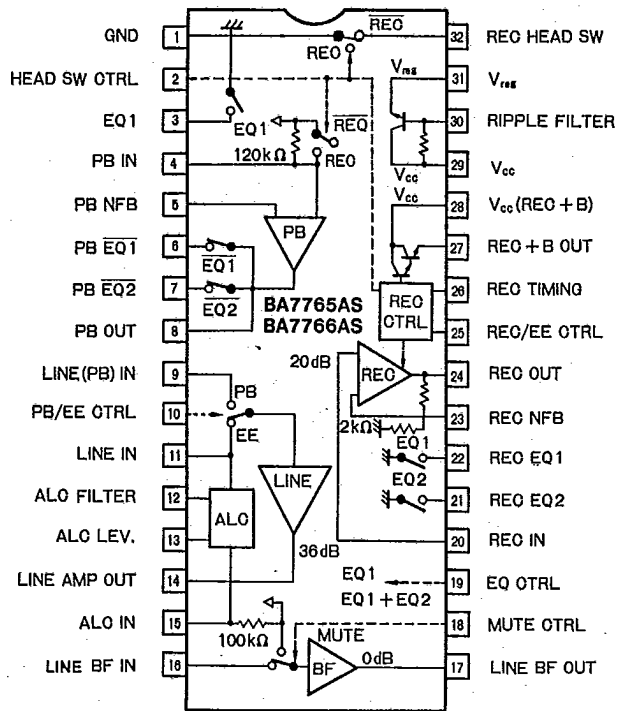 GND 1
HEAD SW CTRL 2
EQ1 3
PB IN 4
PB NFB 5
PB EQ1 6
PB EQ2 7
PB OUT 8
LINE(PB) IN 9
PB/EE CTRL 10
LINE IN 11
ALC FILTER 12
ALC LEV. 13
LINE AMP OUT 14
ALC IN 15
LINE BF IN 16
REC
REC
EQ1
REC
REC
120kΩ
PB
EQ1
EQ2
BA7765AS
BA7766AS
PB
EE
ALC
LINE
36dB
100kΩ
MUTE
BF
0dB
Vreg
Vcc
Vcc
REC
CTRL
20dB
REC
2kΩ
EQ1
EQ2
EQ1
EQ1+EQ2
32 REC HEAD SW
31 Vreg
30 RIPPLE FILTER
29 Vcc
28 Vcc(REC+B)
27 REC+B OUT
26 REC TIMING
25 REC/EE CTRL
24 REC OUT
23 REC NFB
22 REC EQ1
21 REC EQ2
20 REC IN
19 EQ CTRL
18 MUTE CTRL
17 LINE BF OUT